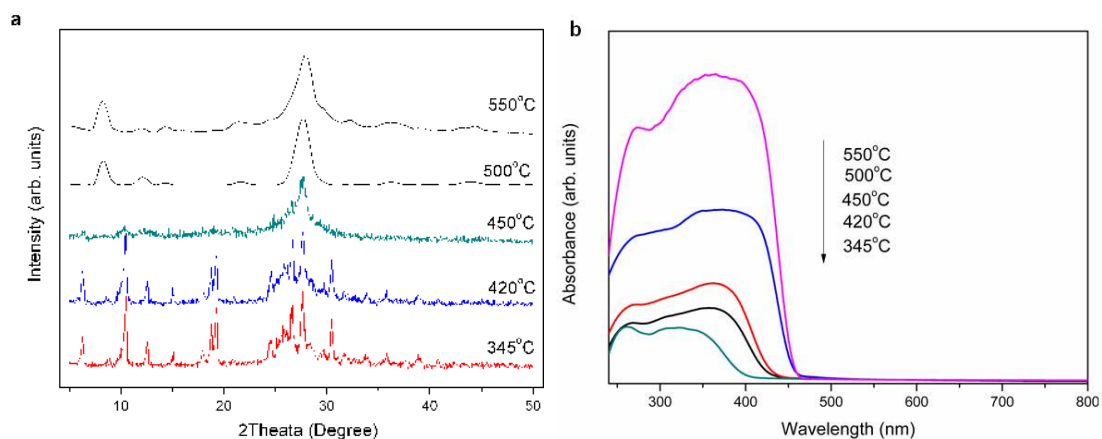 a
Intensity (arb. units)
550°C
500°C
450°C
420°C
345°C
10
20
30
40
50
2Theata (Degree)
b
Absorbance (arb. units)
550°C
500°C
450°C
420°C
345°C
300
400
500
600
700
800
Wavelength (nm)